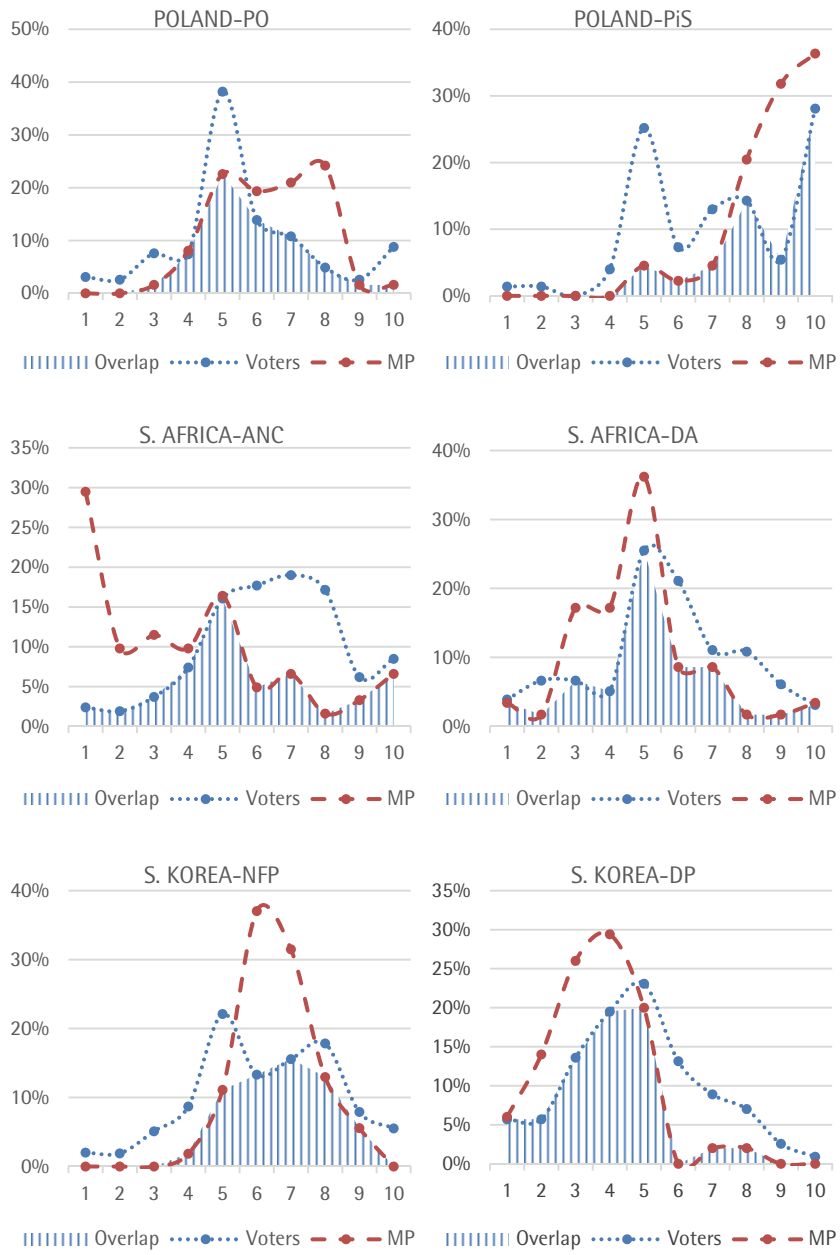 POLAND-PO
50%
40%
30%
20%
10%
0%
1 2 3 4 5 6 7 8 9 10
Overlap Voters MP
POLAND-PiS
40%
30%
20%
10%
0%
1 2 3 4 5 6 7 8 9 10
Overlap Voters MP
S. AFRICA-ANC
35%
30%
25%
20%
15%
10%
5%
0%
1 2 3 4 5 6 7 8 9 10
Overlap Voters MP
S. AFRICA-DA
40%
30%
20%
10%
0%
1 2 3 4 5 6 7 8 9 10
Overlap Voters MP
S. KOREA-NFP
40%
30%
20%
10%
0%
1 2 3 4 5 6 7 8 9 10
Overlap Voters MP
S. KOREA-DP
35%
30%
25%
20%
15%
10%
5%
0%
1 2 3 4 5 6 7 8 9 10
Overlap Voters MP